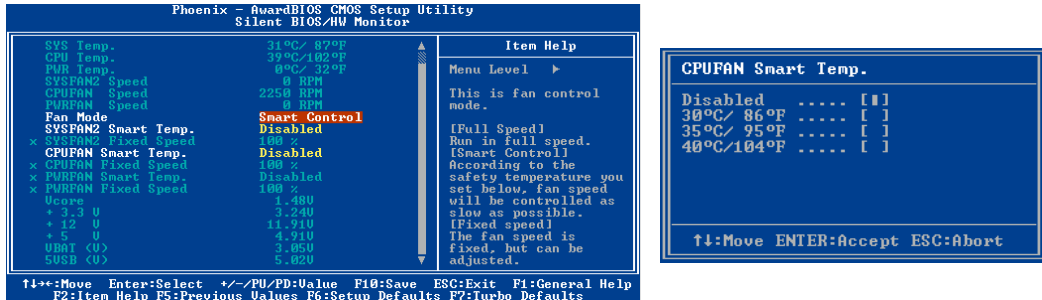 Phoenix - AwardBIOS CMOS Setup Utility
Silent BIOS/HW Monitor
SYS Temp. 31ºC/ 87ºF
CPU Temp. 39ºC/102ºF
PWR Temp. 0ºC/ 32ºF
SYSFAN2 Speed 0 RPM
CPUFAN Speed 2250 RPM
PWRFAN Speed 0 RPM
Fan Mode Smart Control
SYSFAN2 Smart Temp. Disabled
x SYSFAN2 Fixed Speed 100 %
CPUFAN Smart Temp. Disabled
x CPUFAN Fixed Speed 100 %
x PWRFAN Smart Temp. Disabled
x PWRFAN Fixed Speed 100 %
Vcore 1.48V
+ 3.3 V 3.24V
+ 12 V 11.91V
+ 5 V 4.91V
VBAT (V) 3.05V
5VSB (V) 5.02V
Item Help
Menu Level ►
This is fan control
mode.
[Full Speed]
Run in full speed.
[Smart Control]
According to the
safety temperature you
set below, fan speed
will be controlled as
slow as possible.
[Fixed speed]
The fan speed is
fixed, but can be
adjusted.
↑↓→←:Move Enter:Select +/-/PU/PD:Value F10:Save ESC:Exit F1:General Help
F2:Item Help F5:Previous Values F6:Setup Defaults F7:Turbo Defaults
CPUFAN Smart Temp.
Disabled ..... [▮]
30ºC/ 86ºF ..... [ ]
35ºC/ 95ºF ..... [ ]
40ºC/104ºF ..... [ ]
↑↓:Move ENTER:Accept ESC:Abort